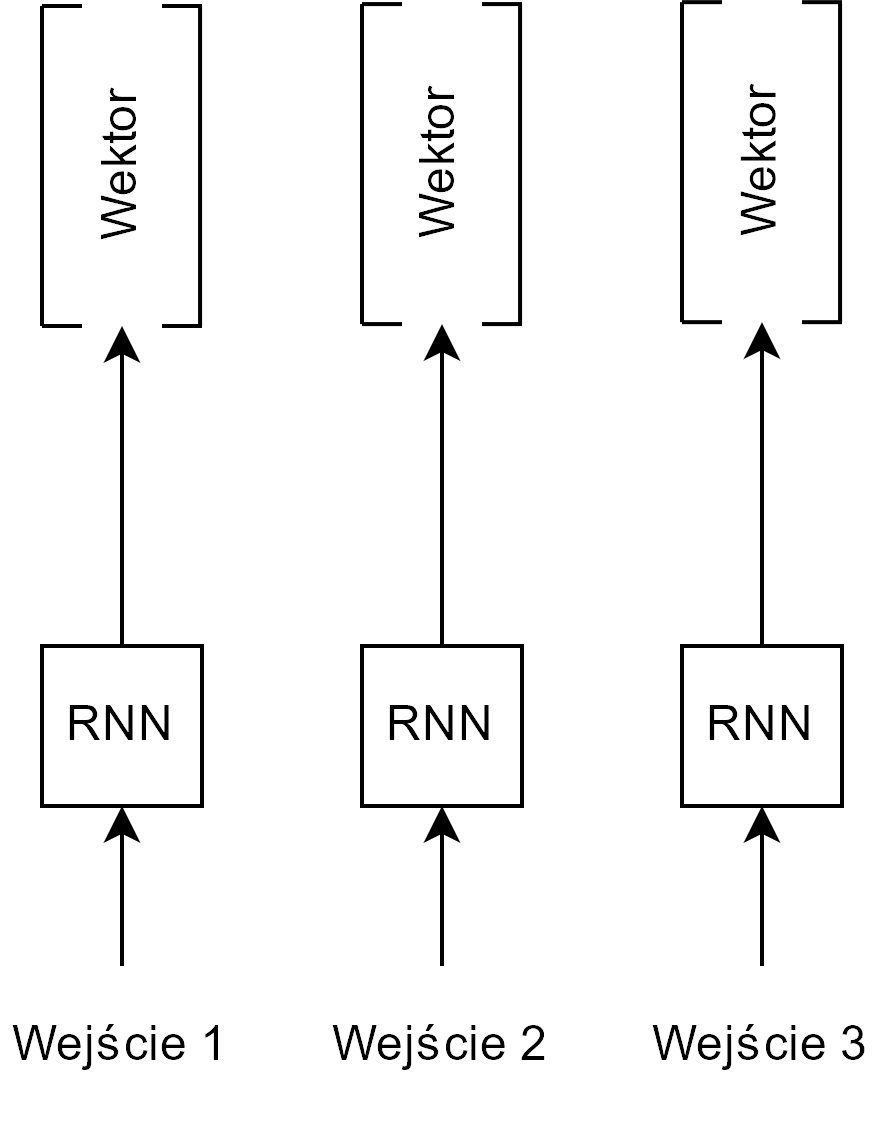 Wektor
Wektor
Wektor
RNN
RNN
RNN
Wejście 1
Wejście 2
Wejście 3